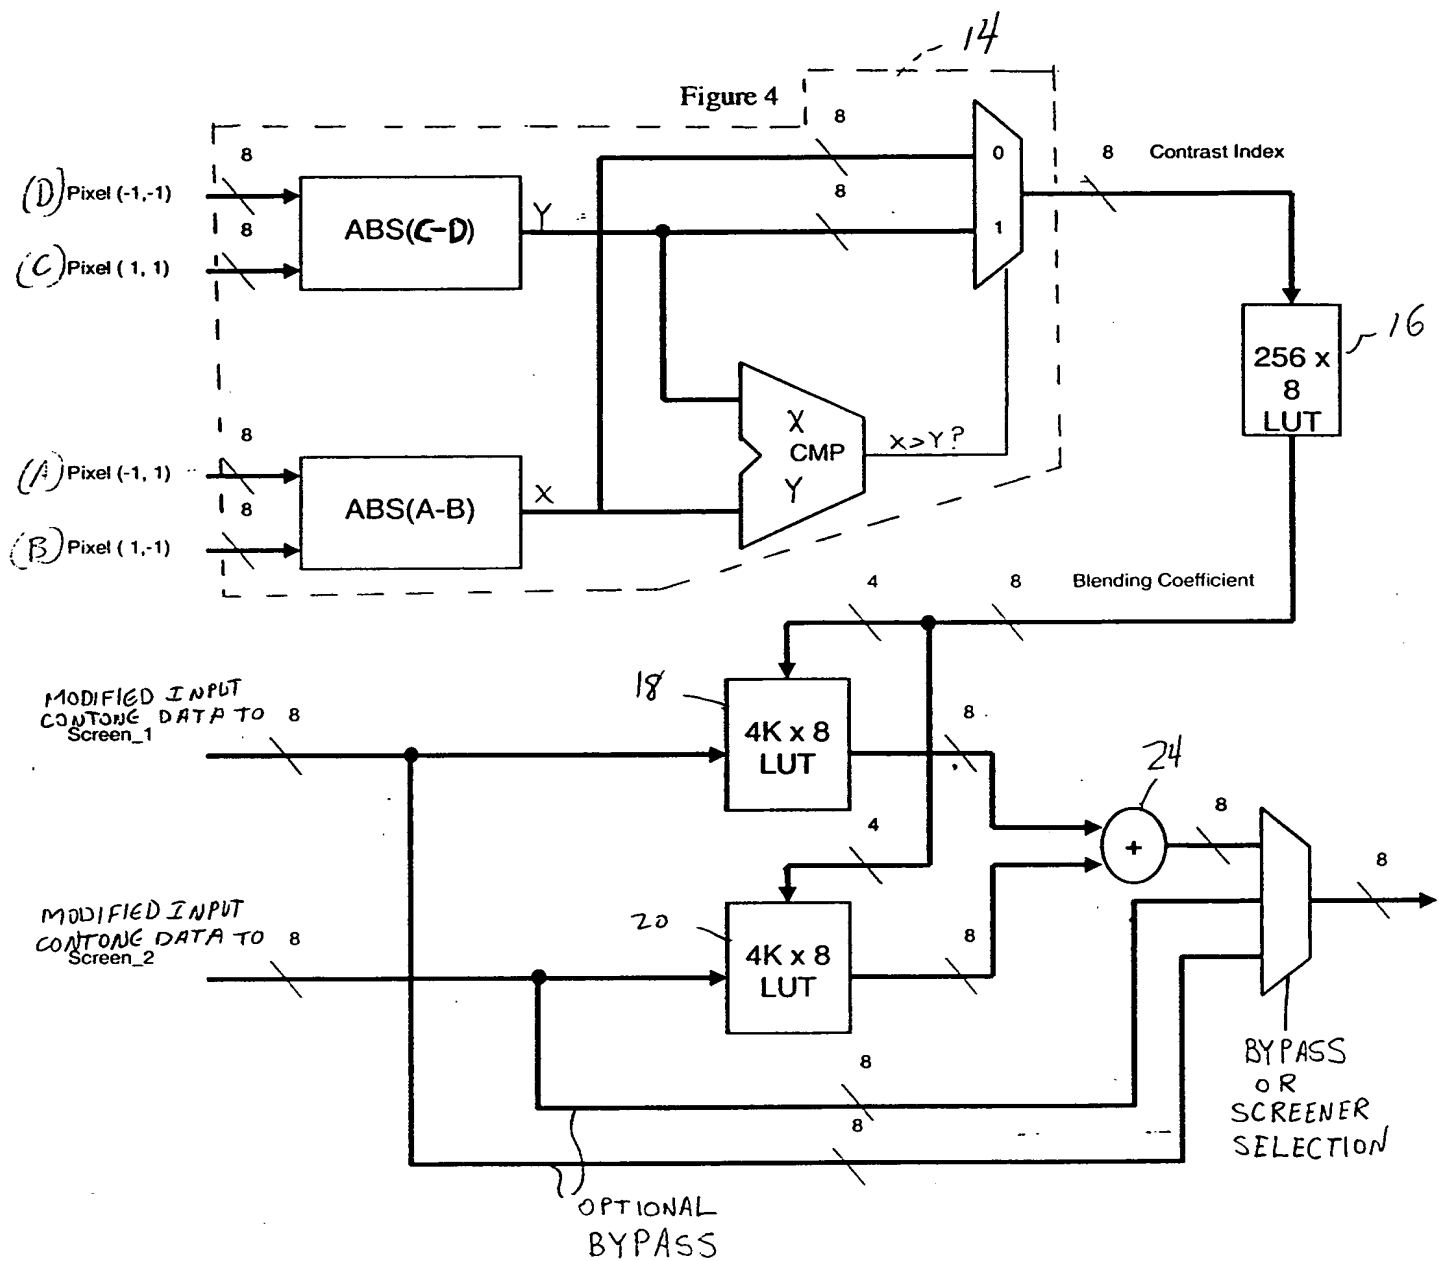 14
Figure 4
8
8
(D) Pixel (-1,-1)
8
ABS(C-D)
Y
8
8
(C) Pixel ( 1, 1)
0
1
8 Contrast Index
16
256 x
8
LUT
X
CMP
Y
X>Y?
8
(A) Pixel (-1, 1)
8
ABS(A-B)
X
(B) Pixel ( 1,-1)
4
8
Blending Coefficient
MODIFIED INPUT
CONTONE DATA TO
Screen_1
8
18
4K x 8
LUT
8
24
+
8
8
4
MODIFIED INPUT
CONTONE DATA TO
Screen_2
8
20
4K x 8
LUT
8
8
8
BYPASS
OR
SCREENER
SELECTION
OPTIONAL
BYPASS